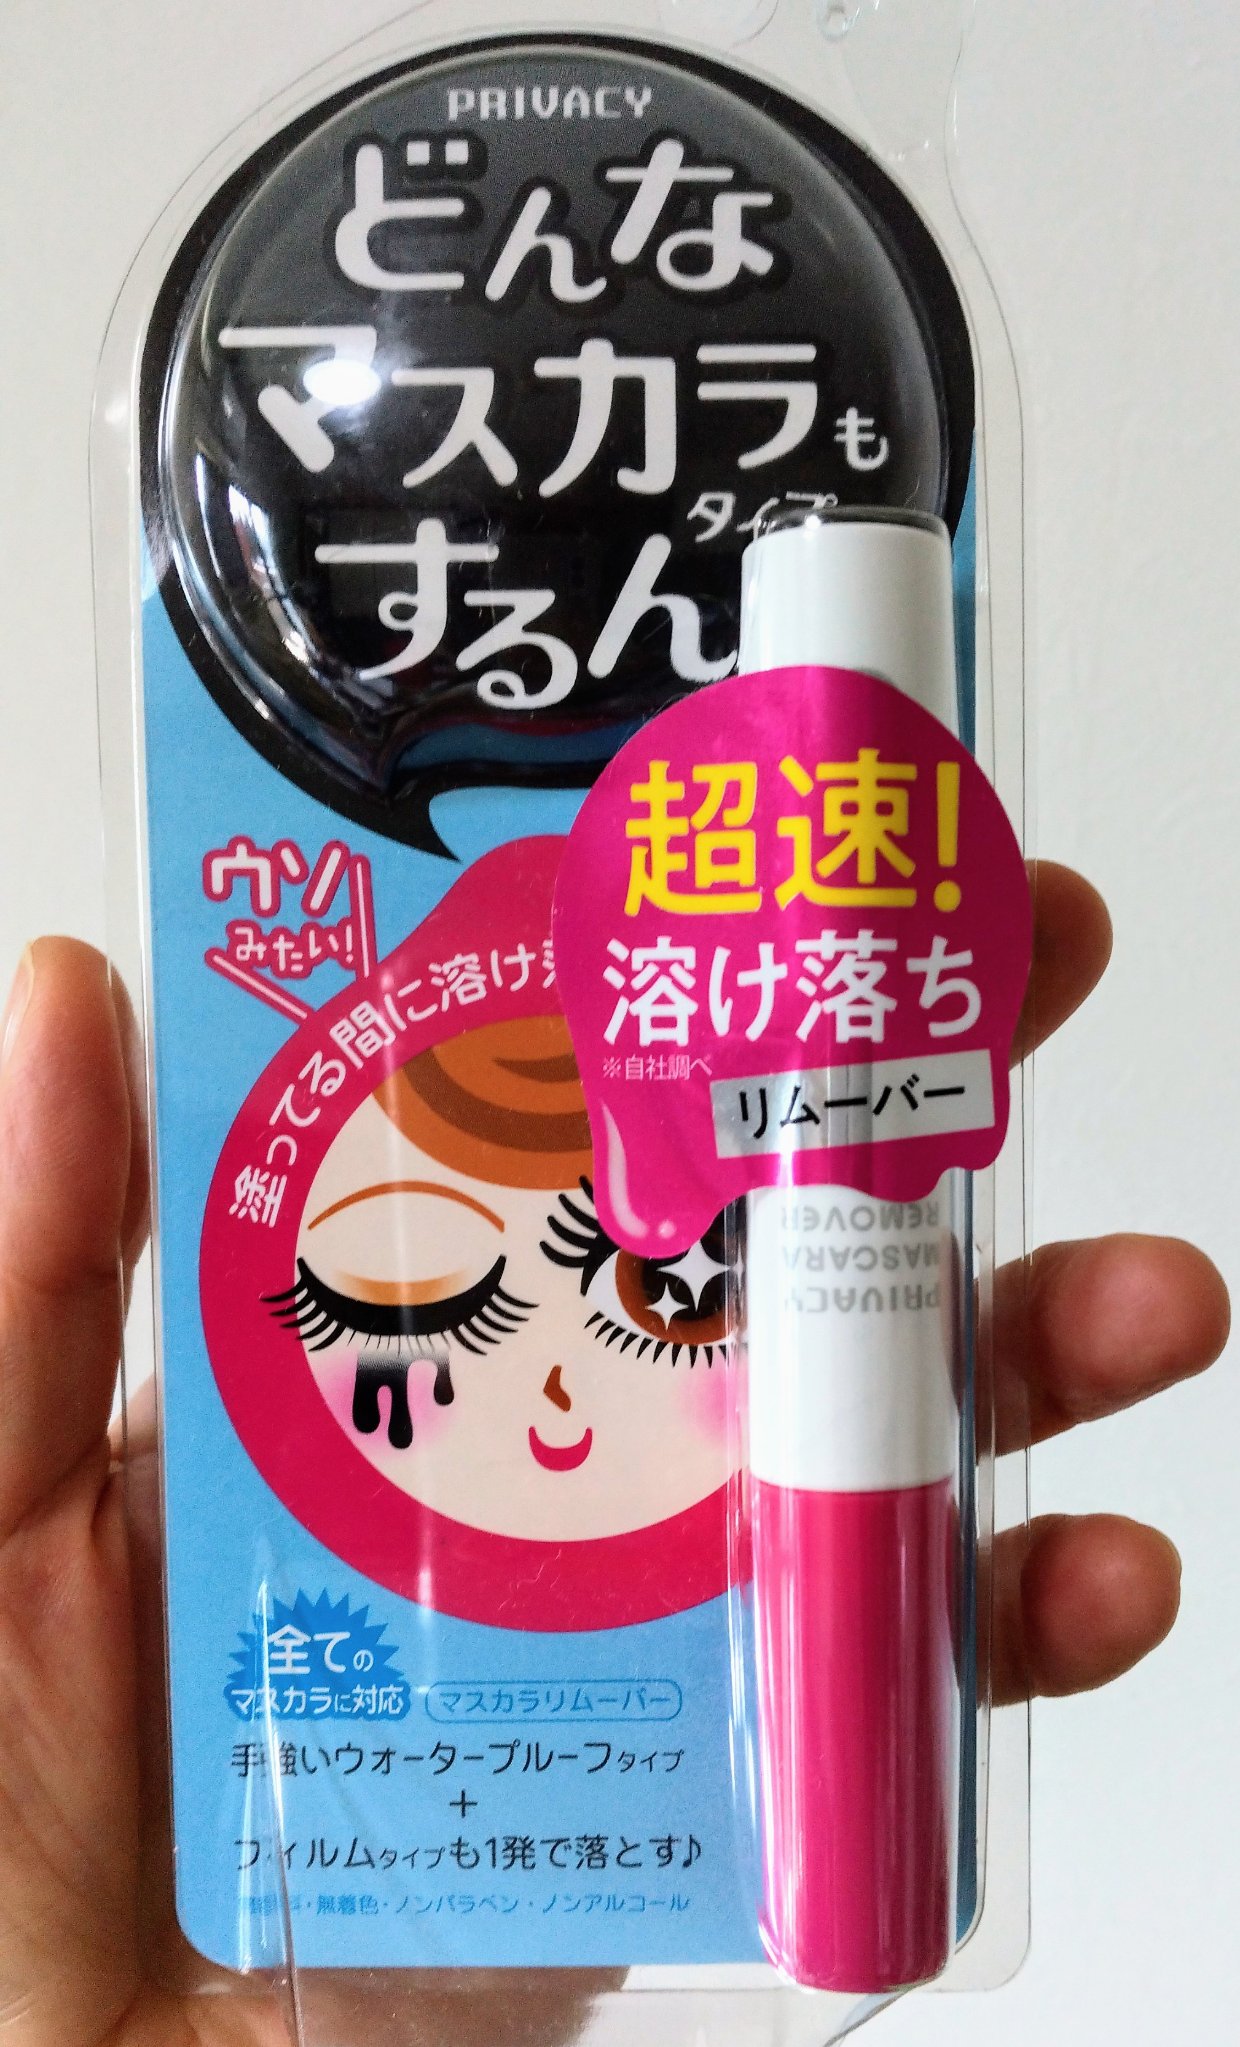 PRIVACY
どんな
マスカラも
タイプ
するん
超速!
溶け落ち
※自社調べ
リムーバー
ウソ
みたい!
塗ってる間に溶け
PRIVACY
MASCARA
REMOVER
全ての
マスカラに対応
マスカラリムーバー
手強いウォータープルーフタイプ
+
フィルムタイプも1発で落とす♪
・無着色・ノンパラベン・ノンアルコール